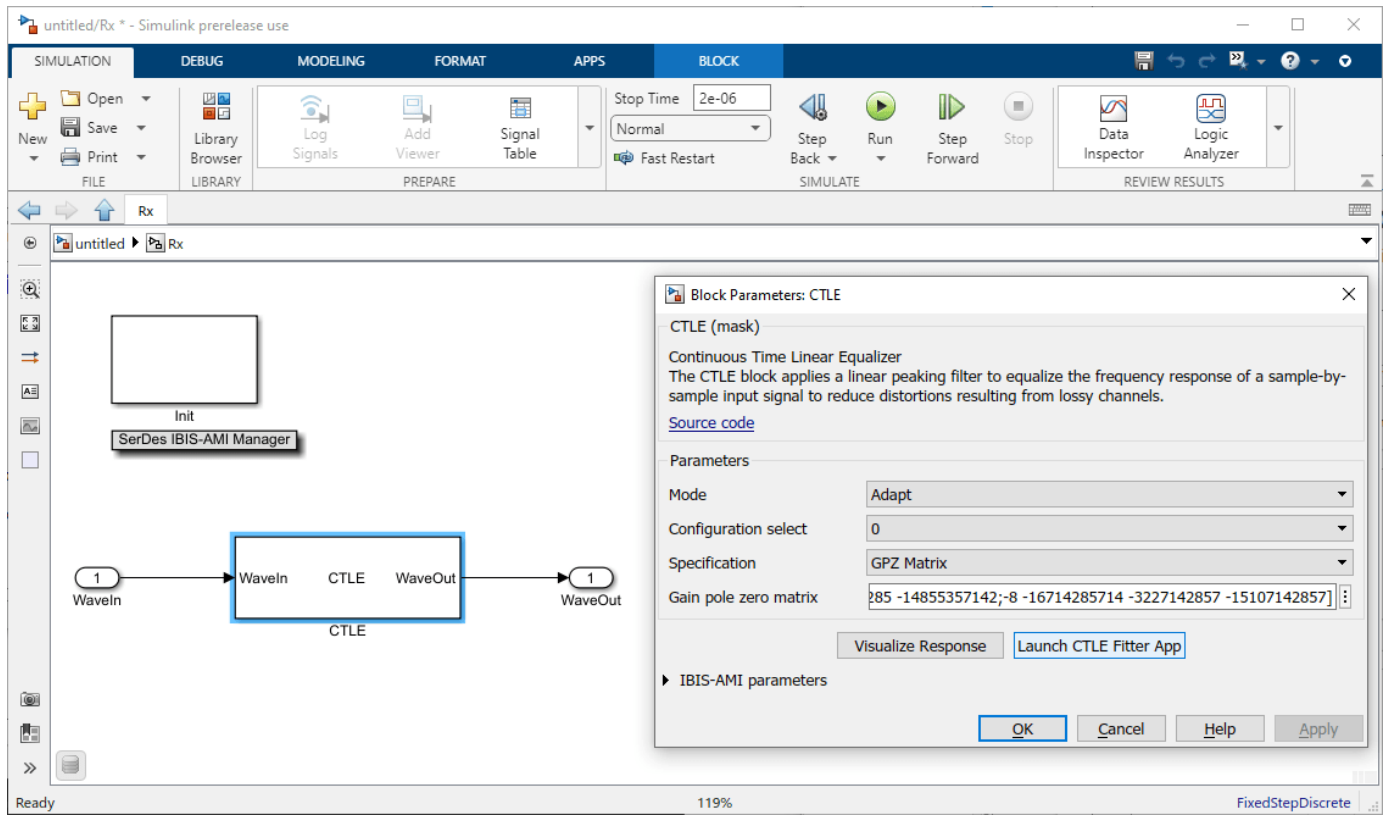 untitled/Rx * - Simulink prerelease use
SIMULATION DEBUG MODELING FORMAT APPS BLOCK
New
Open
Save
Print
FILE
Library
Browser
LIBRARY
Log
Signals
Add
Viewer
Signal
Table
PREPARE
Stop Time 2e-06
Normal
Fast Restart
Step
Back
Run
Step
Forward
Stop
SIMULATE
Data
Inspector
Logic
Analyzer
REVIEW RESULTS
Rx
untitled Rx
Init
SerDes IBIS-AMI Manager
1
WaveIn
WaveIn CTLE WaveOut
CTLE
1
WaveOut
Block Parameters: CTLE
CTLE (mask)
Continuous Time Linear Equalizer
The CTLE block applies a linear peaking filter to equalize the frequency response of a sample-by-
sample input signal to reduce distortions resulting from lossy channels.
Source code
Parameters
Mode Adapt
Configuration select 0
Specification GPZ Matrix
Gain pole zero matrix 285 -14855357142;-8 -16714285714 -3227142857 -15107142857]
Visualize Response Launch CTLE Fitter App
IBIS-AMI parameters
OK Cancel Help Apply
Ready 119% FixedStepDiscrete